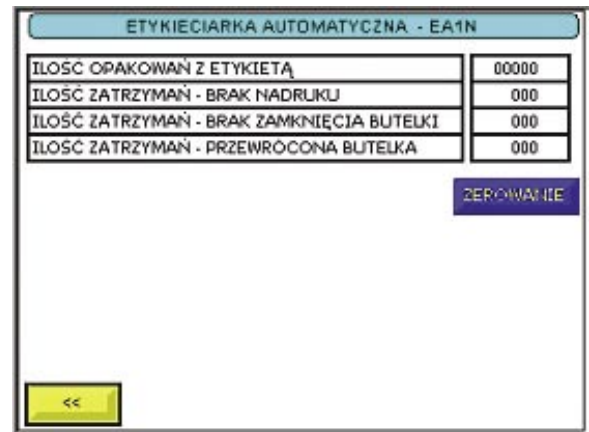 ETYKIECIARKA AUTOMATYCZNA - EA1N
ILOŚĆ OPAKOWAŃ Z ETYKIETĄ 00000
ILOŚĆ ZATRZYMAŃ - BRAK NADRUKU 000
ILOŚĆ ZATRZYMAŃ - BRAK ZAMKNIĘCIA BUTELKI 000
ILOŚĆ ZATRZYMAŃ - PRZEWRÓCONA BUTELKA 000
ZEROWANIE
<<